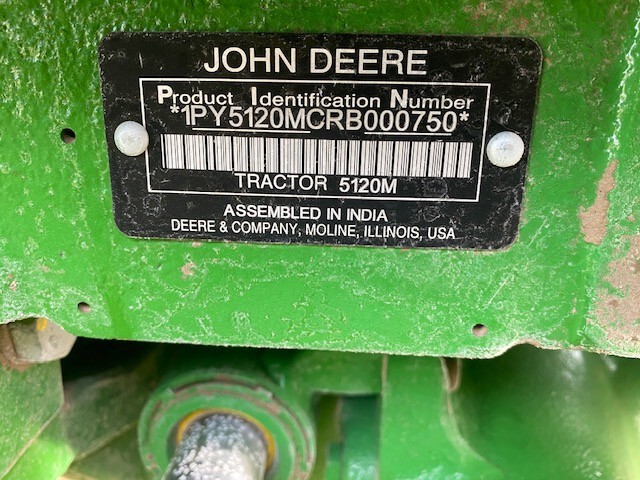 JOHN DEERE
Product Identification Number
*1PY5120MCRB000750*
TRACTOR 5120M
ASSEMBLED IN INDIA
DEERE & COMPANY, MOLINE, ILLINOIS, USA